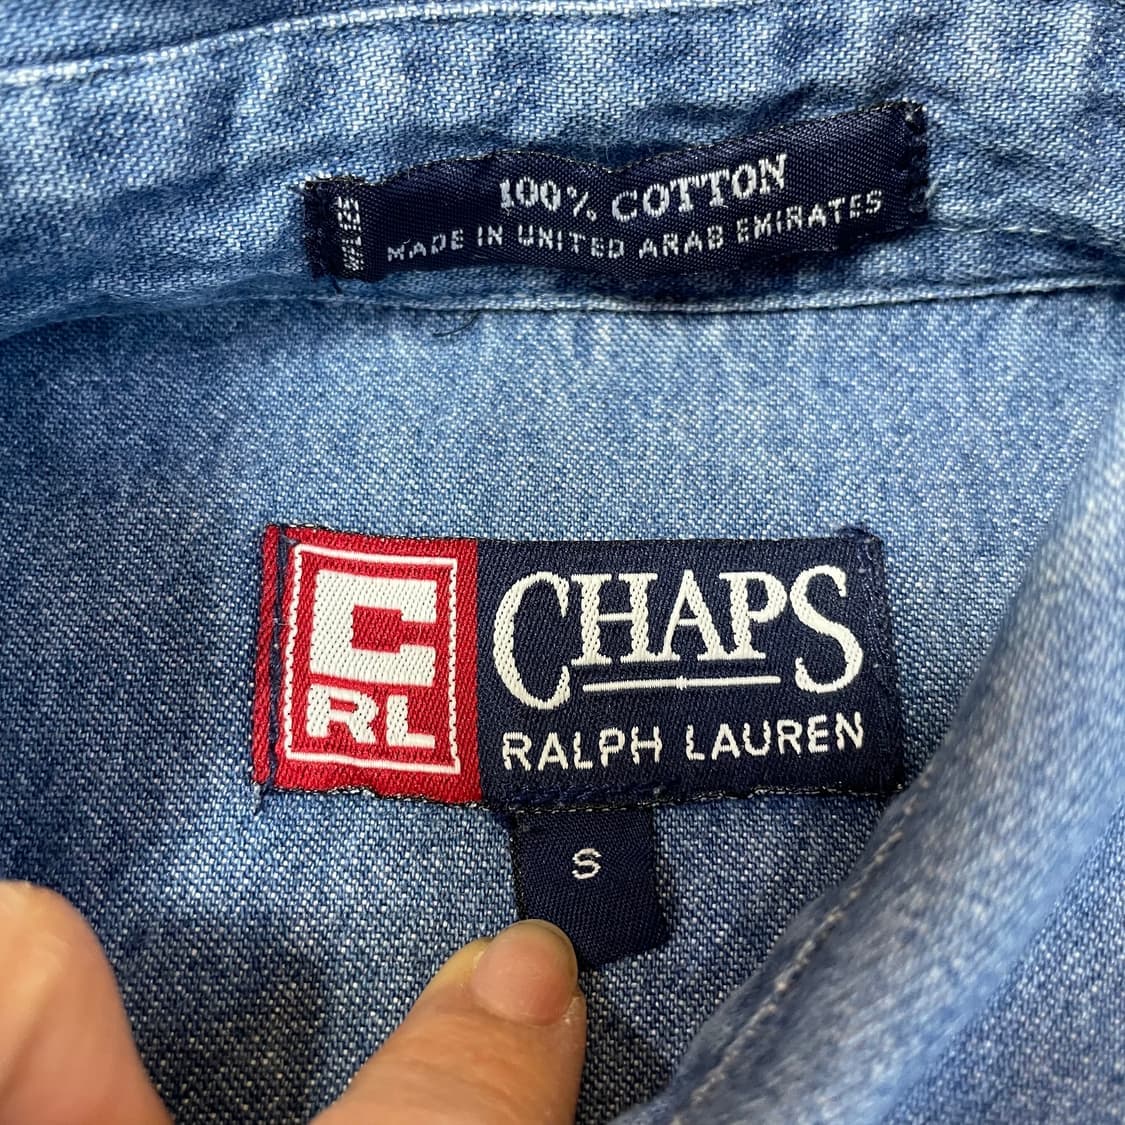 100% COTTON
MADE IN UNITED ARAB EMIRATES
C
RL
CHAPS
RALPH LAUREN
S